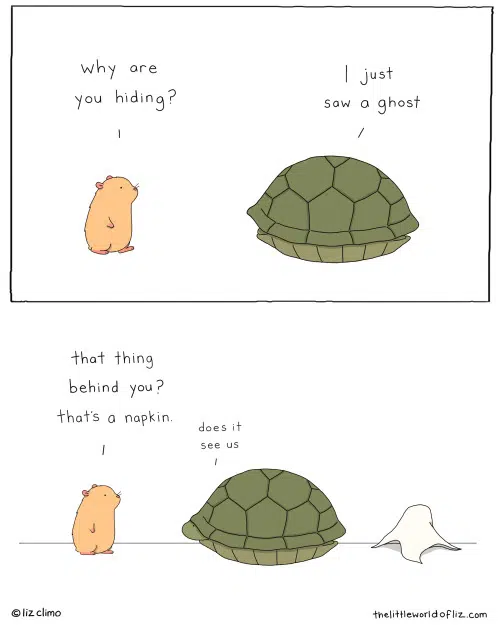 why are
you hiding?
I just
saw a ghost
that thing
behind you?
that's a napkin.
does it
see us
©liz climo
thelittleworldofliz.com